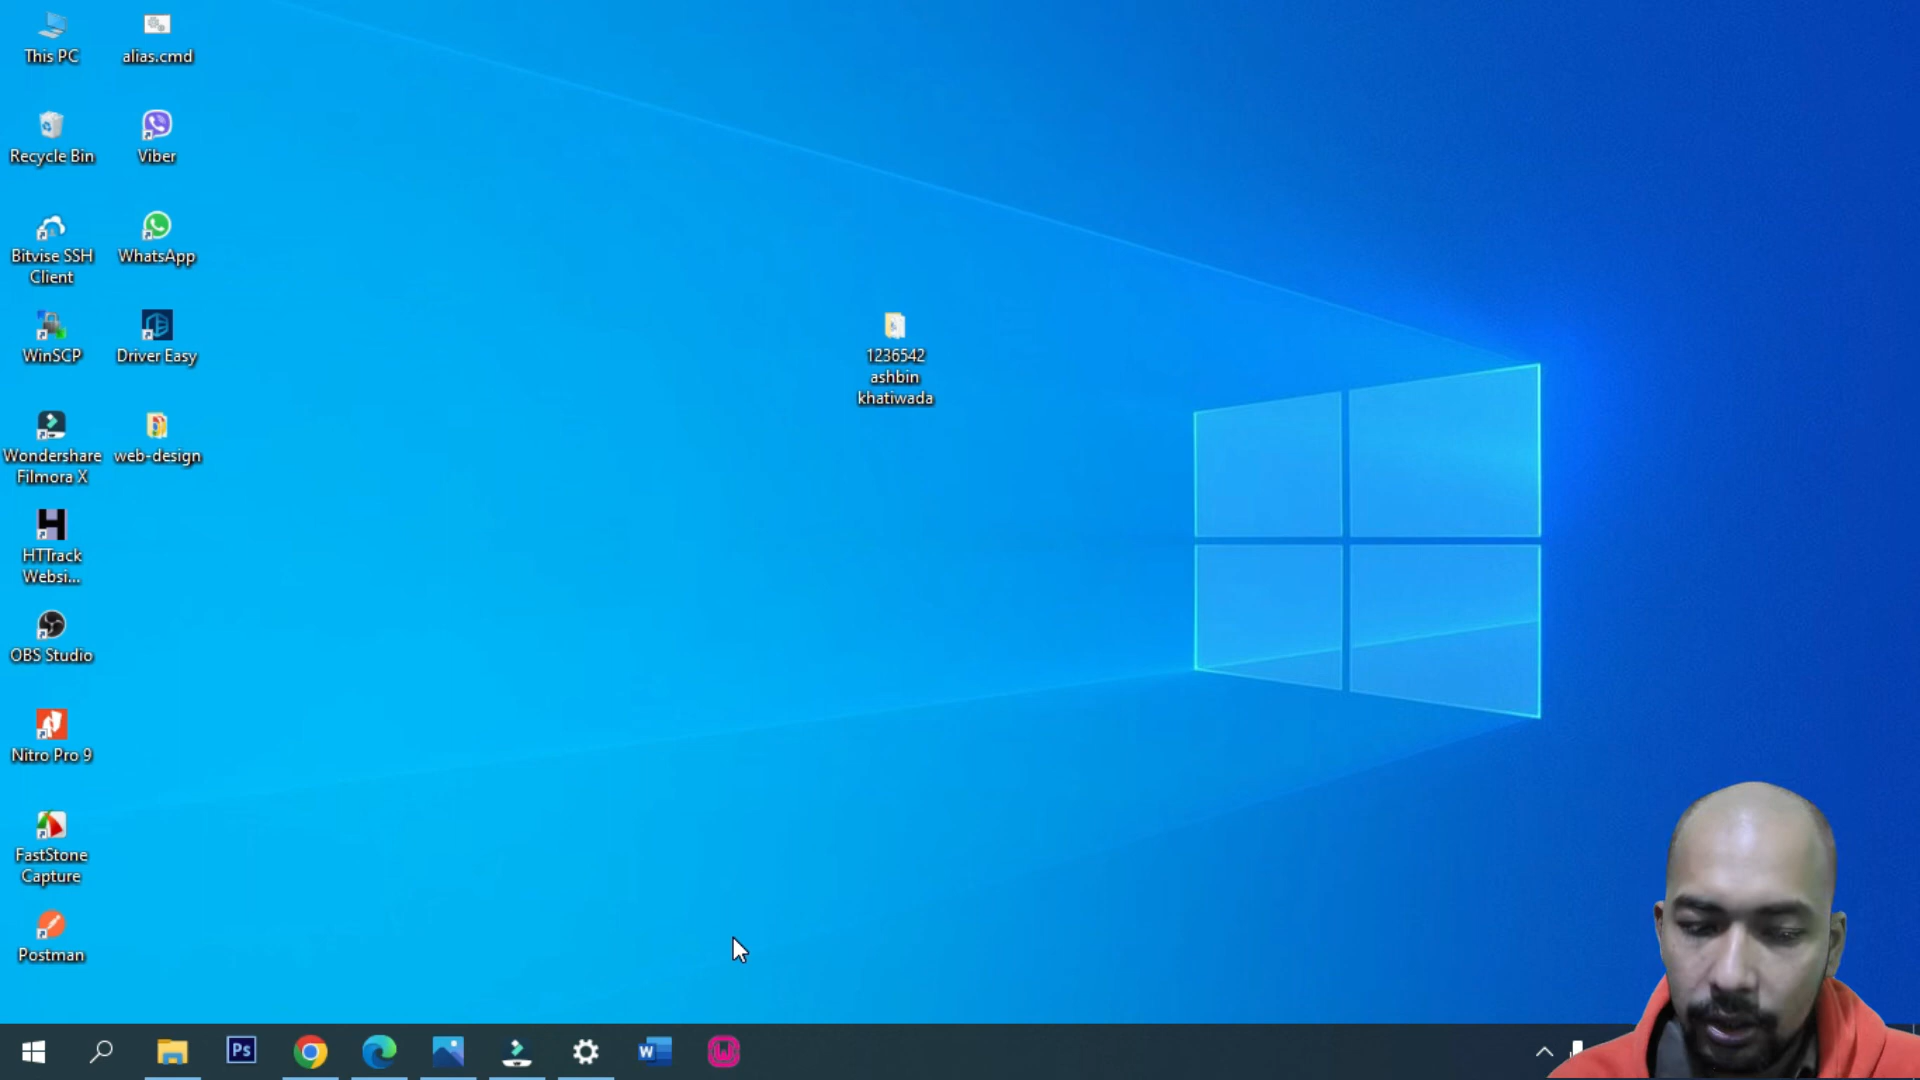 This PC
alias.cmd
Recycle Bin
Viber
Bitvise SSH
Client
WhatsApp
WinSCP
Driver Easy
1236542
ashbin
khatiwada
Wondershare
Filmora X
web-design
HTTrack
Websi...
OBS Studio
Nitro Pro 9
FastStone
Capture
Postman
Ps
W